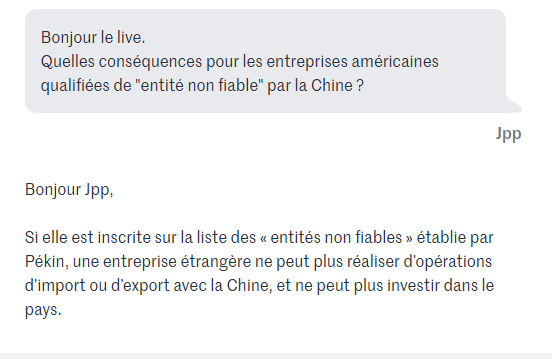 Bonjour le live.
Quelles conséquences pour les entreprises américaines
qualifiées de "entité non fiable" par la Chine ?
Jpp
Bonjour Jpp,
Si elle est inscrite sur la liste des « entités non fiables » établie par
Pékin, une entreprise étrangère ne peut plus réaliser d’opérations
d’import ou d’export avec la Chine, et ne peut plus investir dans le
pays.